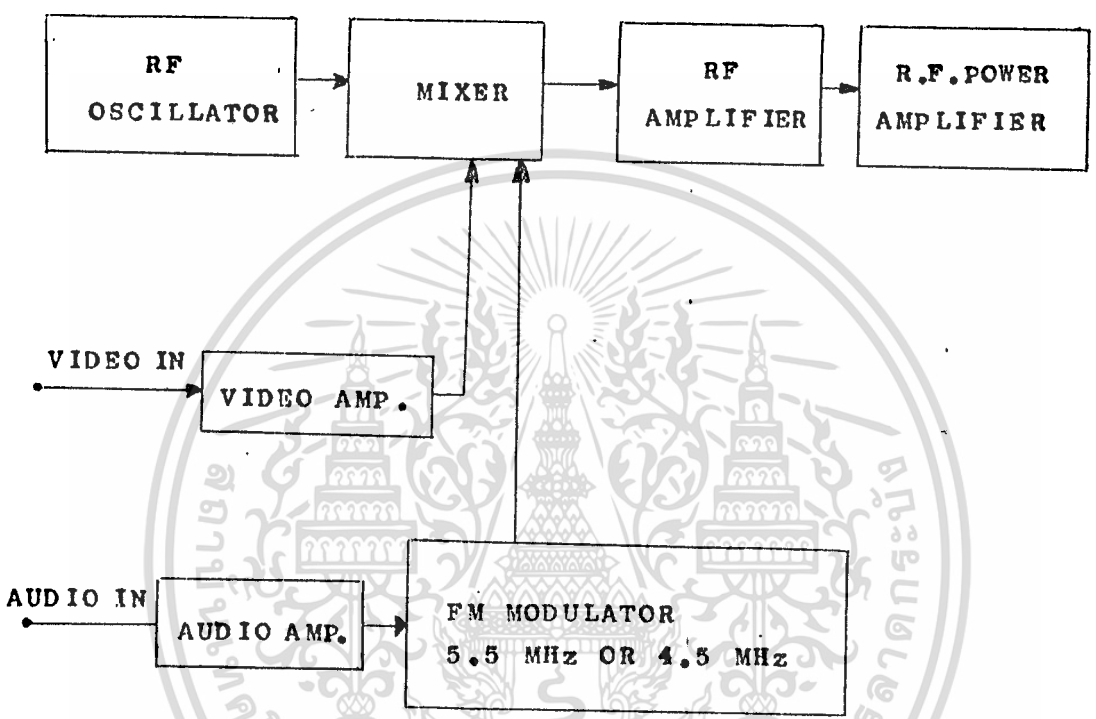 RF
OSCILLATOR
MIXER
RF
AMPLIFIER
R.F.POWER
AMPLIFIER
VIDEO IN
VIDEO AMP.
AUDIO IN
AUDIO AMP.
FM MODULATOR
5.5 MHz OR 4.5 MHz